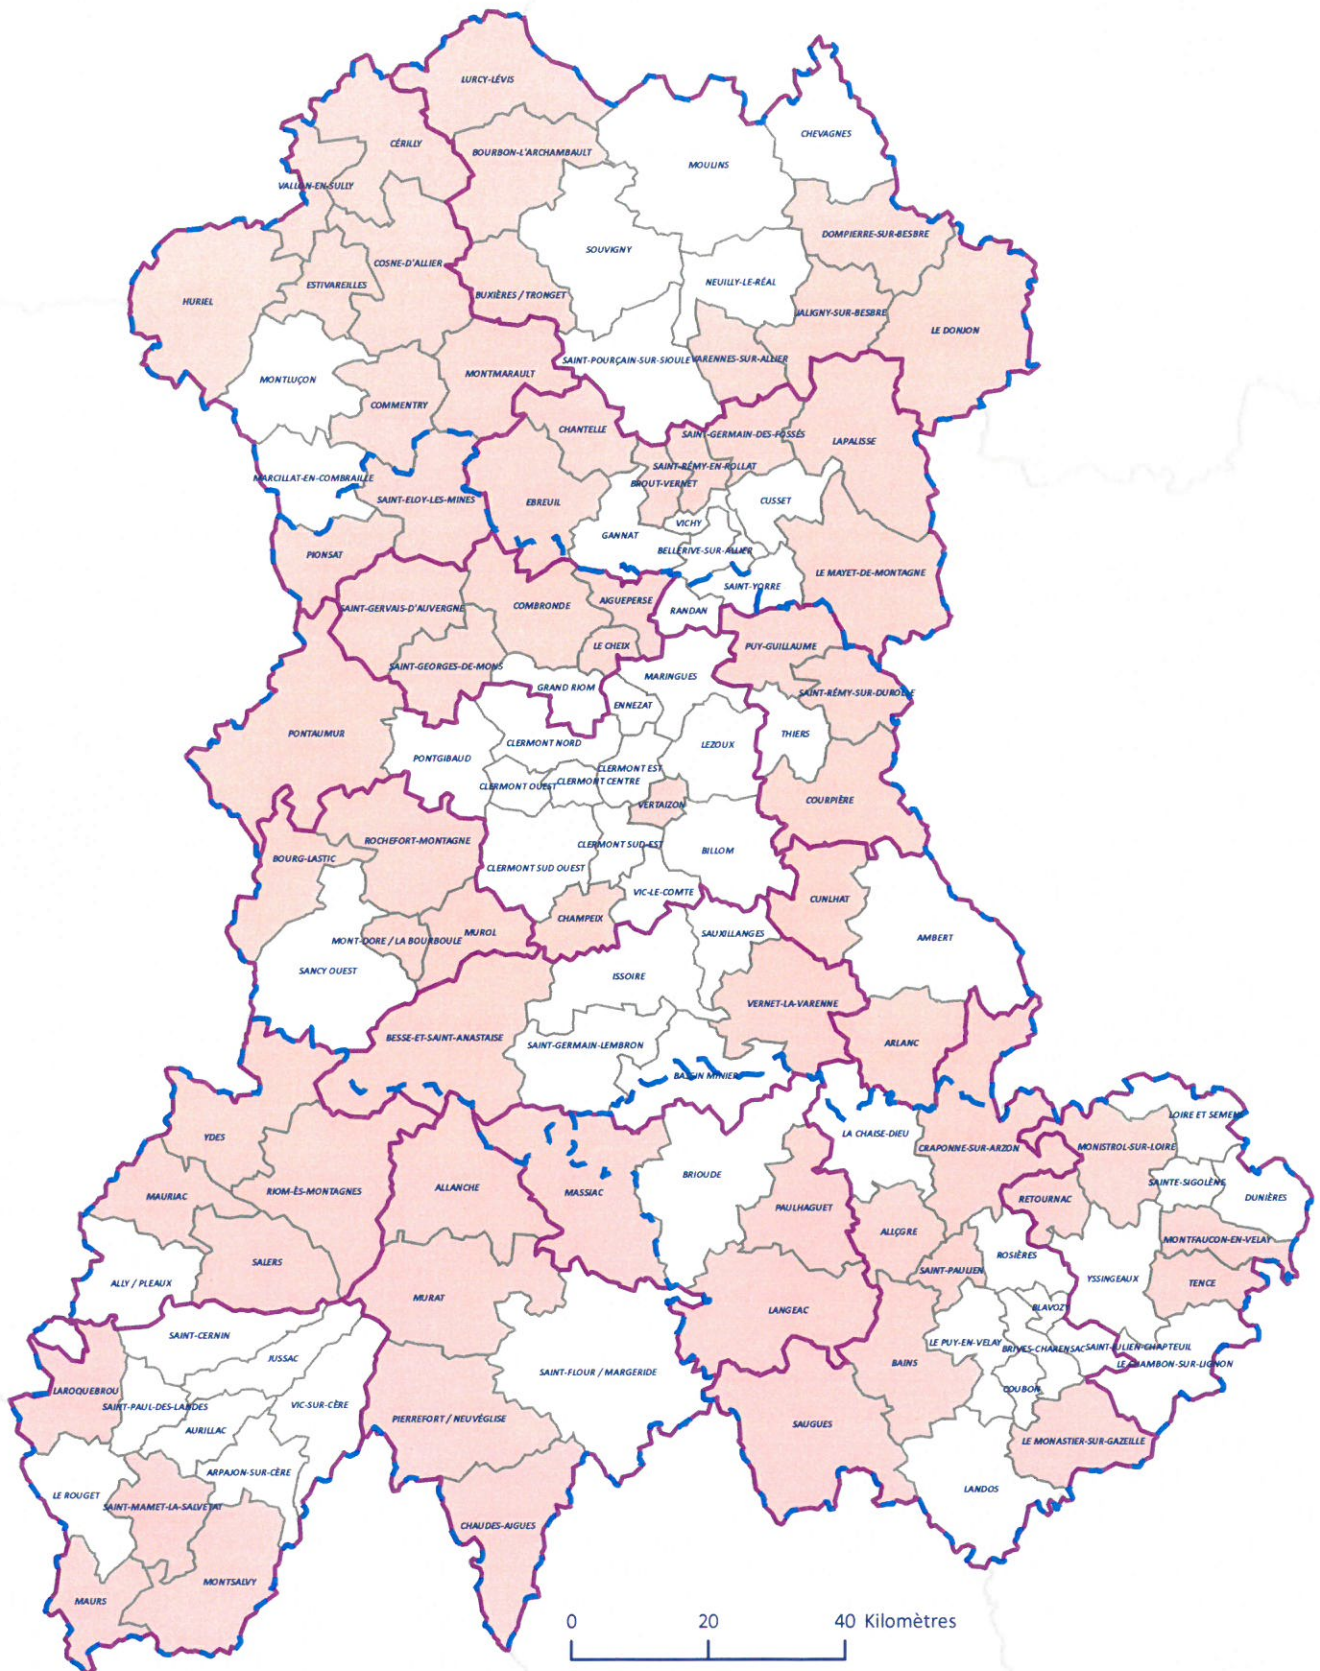 LURCY-LÉVIS
CHEVAGNES
CÉRILLY
BOURBON-L'ARCHAMBAULT
MOULINS
VALLON-EN-SULLY
DOMPIERRE-SUR-BESBRE
SOUVIGNY
COSNE-D'ALLIER
ESTIVAREILLES
NEUILLY-LE-RÉAL
BUXIÈRES / TRONGET
HURIEL
JALIGNY-SUR-BESBRE
LE DONJON
SAINT-POURÇAIN-SUR-SIOULE
VARENNES-SUR-ALLIER
MONTMARAULT
MONTLUÇON
COMMENTRY
CHANTELLE
SAINT-GERMAIN-DES-FOSSÉS
LAPALISSE
SAINT-RÉMY-EN-ROLLAT
MARCILLAT-EN-COMBRAILLE
BROUT-VERNET
SAINT-ELOY-LES-MINES
EBREUIL
CUSSET
VICHY
GANNAT
BELLERIVE-SUR-ALLIER
PIONSAT
LE MAYET-DE-MONTAGNE
SAINT-YORRE
AIGUEPERSE
SAINT-GERVAIS-D'AUVERGNE
COMBRONDE
RANDAN
LE CHEIX
PUY-GUILLAUME
SAINT-GEORGES-DE-MONS
MARINGUES
GRAND RIOM
SAINT-RÉMY-SUR-DUROLLE
ENNEZAT
PONTAUMUR
THIERS
CLERMONT NORD
LEZOUX
PONTGIBAUD
CLERMONT EST
CLERMONT OUEST
CLERMONT CENTRE
COURPIÈRE
VERTAIZON
ROCHEFORT-MONTAGNE
CLERMONT SUD-EST
BILLOM
BOURG-LASTIC
CLERMONT SUD OUEST
VIC-LE-COMTE
CUNLHAT
CHAMPEIX
MUROL
SAUXILLANGES
AMBERT
MONT-DORE / LA BOURBOULE
SANCY OUEST
ISSOIRE
VERNET-LA-VARENNE
BESSE-ET-SAINT-ANASTAISE
SAINT-GERMAIN-LEMBRON
ARLANC
BASSIN MINIER
LOIRE ET SEMENE
YDES
LA CHAISE-DIEU
CRAPONNE-SUR-ARZON
MONISTROL-SUR-LOIRE
BRIOUDE
SAINTE-SIGOLÈNE
ALLANCHE
MASSIAC
RIOM-ÈS-MONTAGNES
MAURIAC
RETOURNAC
DUNIÈRES
PAULHAGUET
ALLÈGRE
MONTFAUCON-EN-VELAY
ROSIÈRES
SALERS
SAINT-PAULIEN
ALLY / PLEAUX
YSSINGEAUX
TENCE
MURAT
LANGEAC
BLAVOZY
SAINT-CERNIN
LE PUY-EN-VELAY
BRIVES-CHARENSAC
SAINT-JULIEN-CHAPTEUIL
JUSSAC
BAINS
LE CHAMBON-SUR-LIGNON
SAINT-FLOUR / MARGERIDE
LAROQUEBROU
COUBON
SAINT-PAUL-DES-LANDES
VIC-SUR-CÈRE
PIERREFORT / NEUVÉGLISE
SAUGUES
AURILLAC
LE MONASTIER-SUR-GAZEILLE
ARPAJON-SUR-CÈRE
LANDOS
LE ROUGET
SAINT-MAMET-LA-SALVETAT
CHAUDES-AIGUES
MONTSALVY
MAURS
0 20 40 Kilomètres